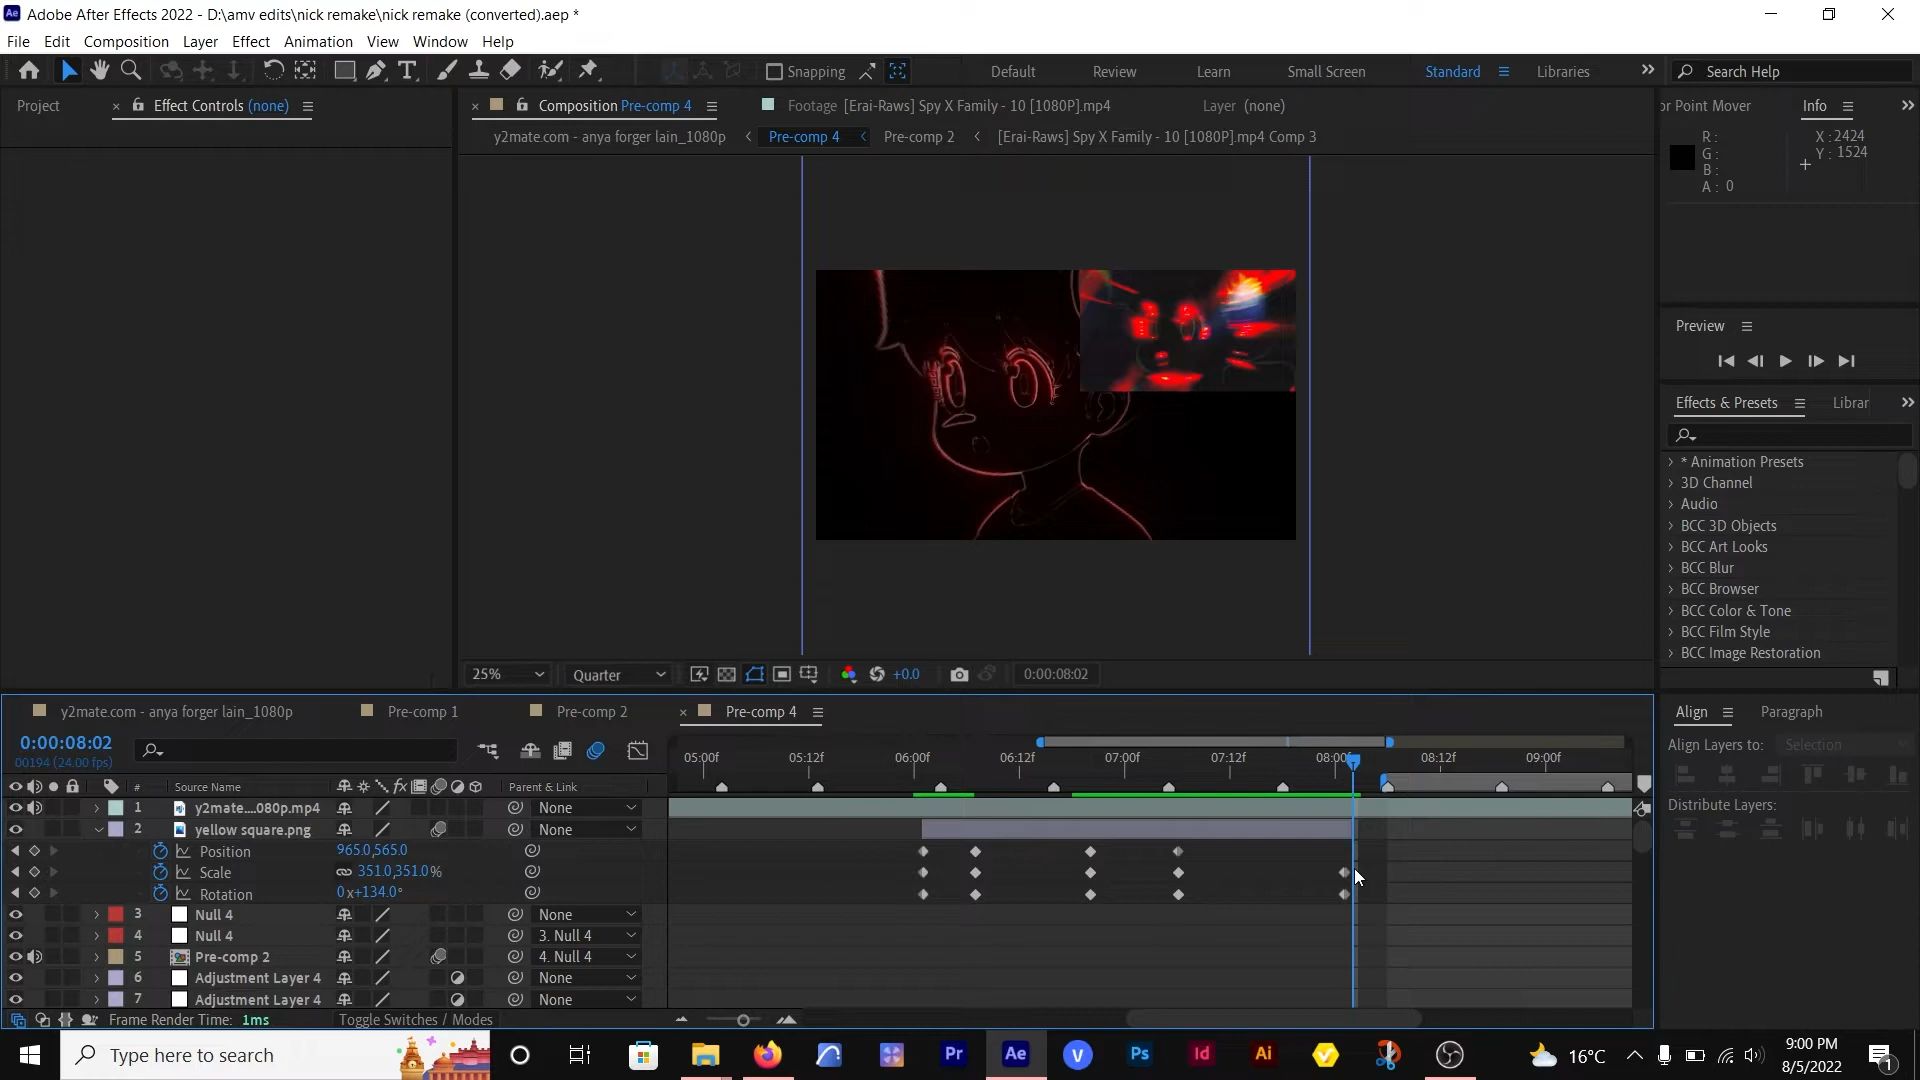 Ae Adobe After Effects 2022 - D:\amv edits\nick remake\nick remake (converted).aep *
File Edit Composition Layer Effect Animation View Window Help
Snapping Default Review Learn Small Screen Standard Libraries Search Help
Project Effect Controls (none) Composition Pre-comp 4 Footage [Erai-Raws] Spy X Family - 10 [1080P].mp4 Layer (none) or Point Mover Info
y2mate.com - anya forger lain_1080p Pre-comp 4 Pre-comp 2 [Erai-Raws] Spy X Family - 10 [1080P].mp4 Comp 3
R :
G :
B :
A : 0
X : 2424
Y : 1524
Preview
Effects & Presets Librar
* Animation Presets
3D Channel
Audio
BCC 3D Objects
BCC Art Looks
BCC Blur
BCC Browser
BCC Color & Tone
BCC Film Style
BCC Image Restoration
25% Quarter +0.0 0:00:08:02
y2mate.com - anya forger lain_1080p Pre-comp 1 Pre-comp 2 Pre-comp 4
0:00:08:02
00194 (24.00 fps)
05:00f 05:12f 06:00f 06:12f 07:00f 07:12f 08:00f 08:12f 09:00f
# Source Name fx Parent & Link
1 y2mate....080p.mp4 None
2 yellow square.png None
Position 965.0,565.0
Scale 351.0,351.0%
Rotation 0x+134.0°
3 Null 4 None
4 Null 4 3. Null 4
5 Pre-comp 2 4. Null 4
6 Adjustment Layer 4 None
7 Adjustment Layer 4 None
Frame Render Time: 1ms Toggle Switches / Modes
Align Paragraph
Align Layers to: Selection
Distribute Layers:
Type here to search Pr Ae V Ps Id Ai 16°C 9:00 PM
8/5/2022
1